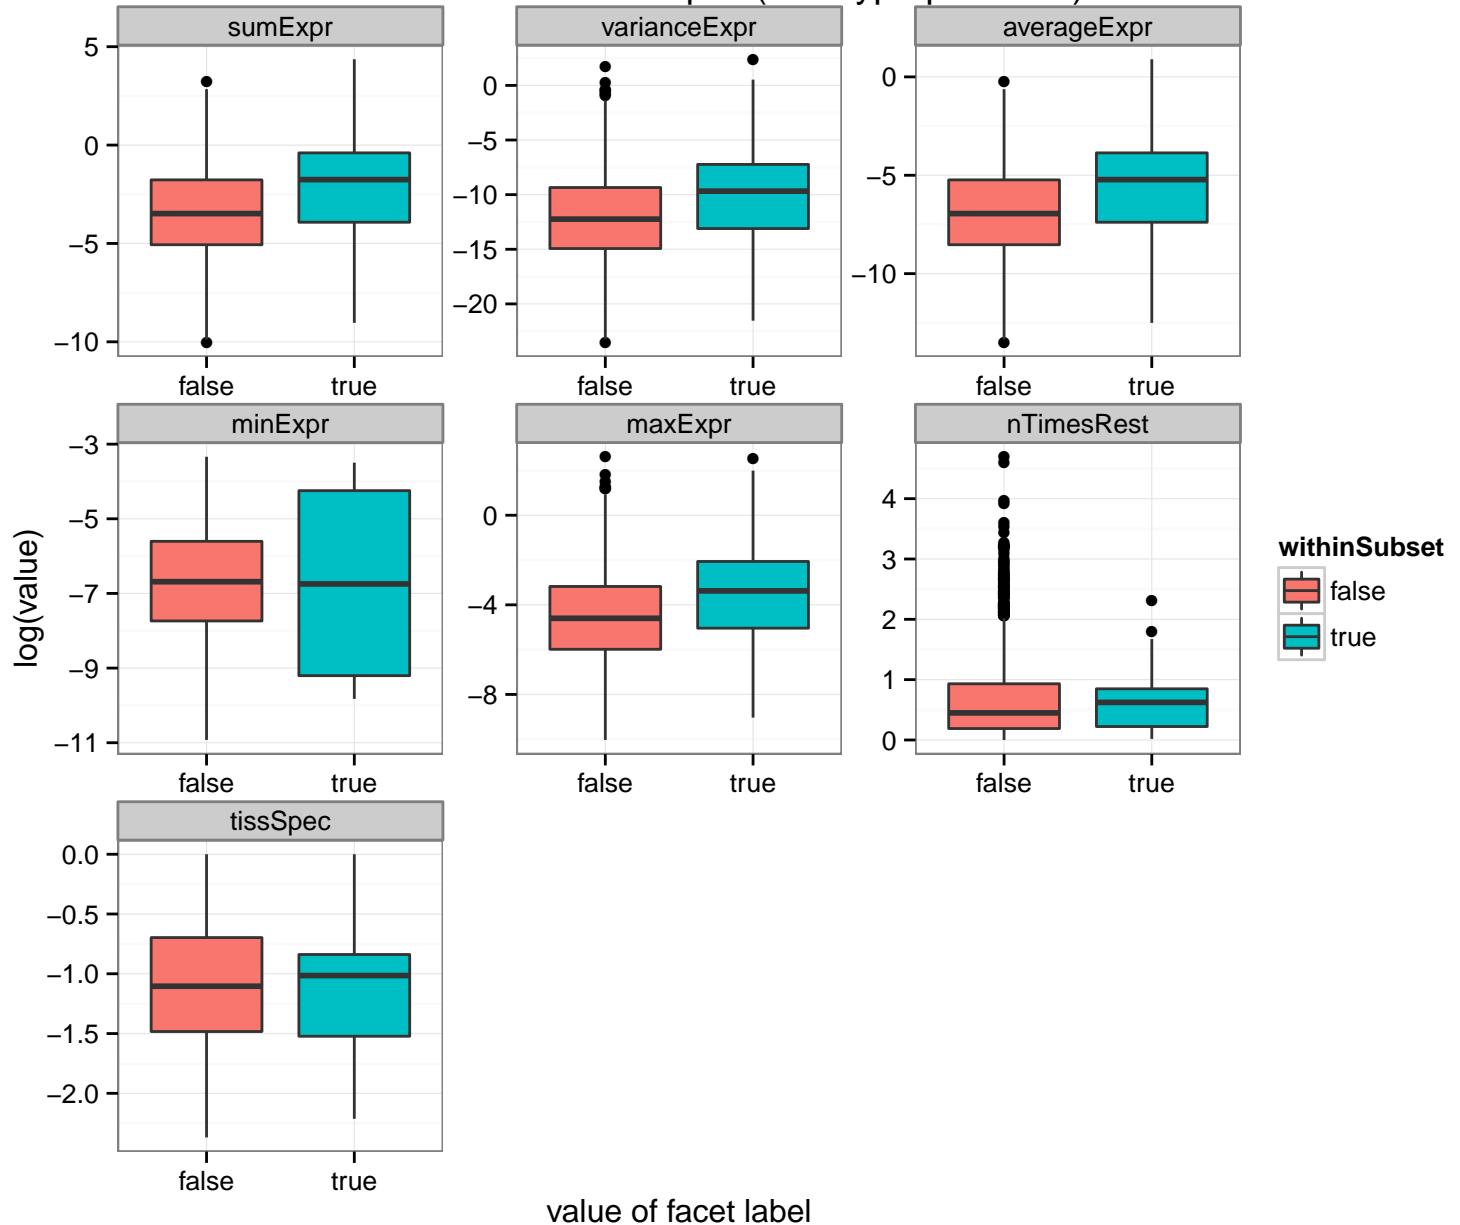 sumExpr varianceExpr averageExpr
5
0
−5
−10
false true
0
−5
−10
−15
−20
false true
0
−5
−10
false true
minExpr maxExpr nTimesRest
log(value)
−3
−5
−7
−9
−11
false true
0
−4
−8
false true
4
3
2
1
0
false true
withinSubset
false
true
tissSpec
0.0
−0.5
−1.0
−1.5
−2.0
false true
value of facet label